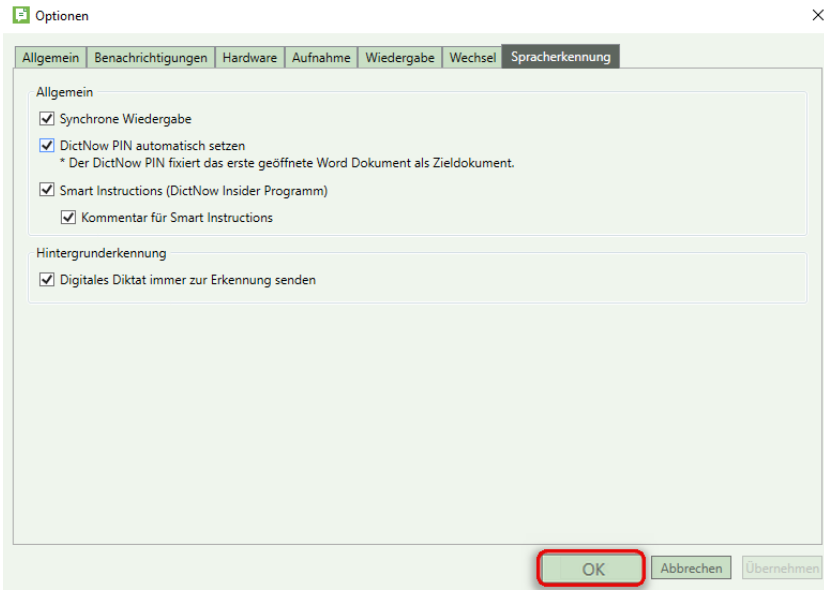 Optionen
Allgemein Benachrichtigungen Hardware Aufnahme Wiedergabe Wechsel Spracherkennung
Allgemein
Synchrone Wiedergabe
DictNow PIN automatisch setzen
* Der DictNow PIN fixiert das erste geöffnete Word Dokument als Zieldokument.
Smart Instructions (DictNow Insider Programm)
Kommentar für Smart Instructions
Hintergrunderkennung
Digitales Diktat immer zur Erkennung senden
OK Abbrechen Übernehmen